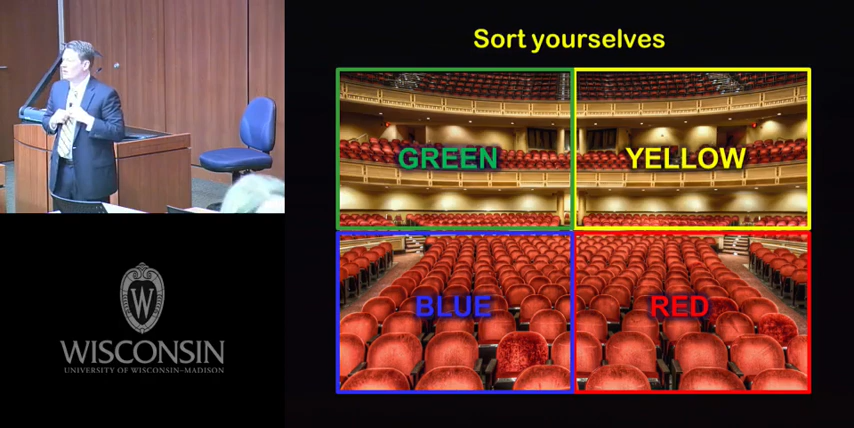 Sort yourselves
GREEN
YELLOW
BLUE
RED
W
WISCONSIN
UNIVERSITY OF WISCONSIN–MADISON